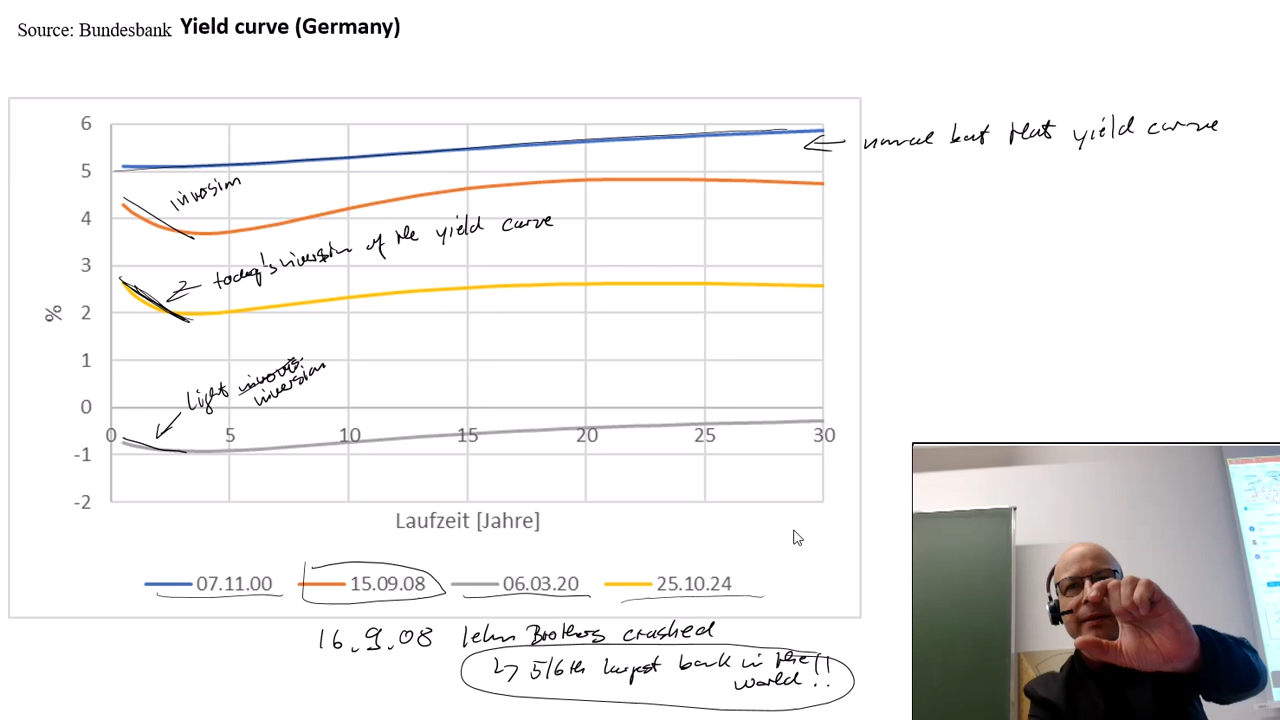 Source: Bundesbank Yield curve (Germany)
6
5
4
3
2
1
0
-1
-2
%
0 5 10 15 20 25 30
Laufzeit [Jahre]
07.11.00 15.09.08 06.03.20 25.10.24
normal but flat yield curve
inversion
today's inversion of the yield curve
light
inversion
16.9.08 Lehm Brothers crashed
↳ 5/6th largest bank in the
world !!